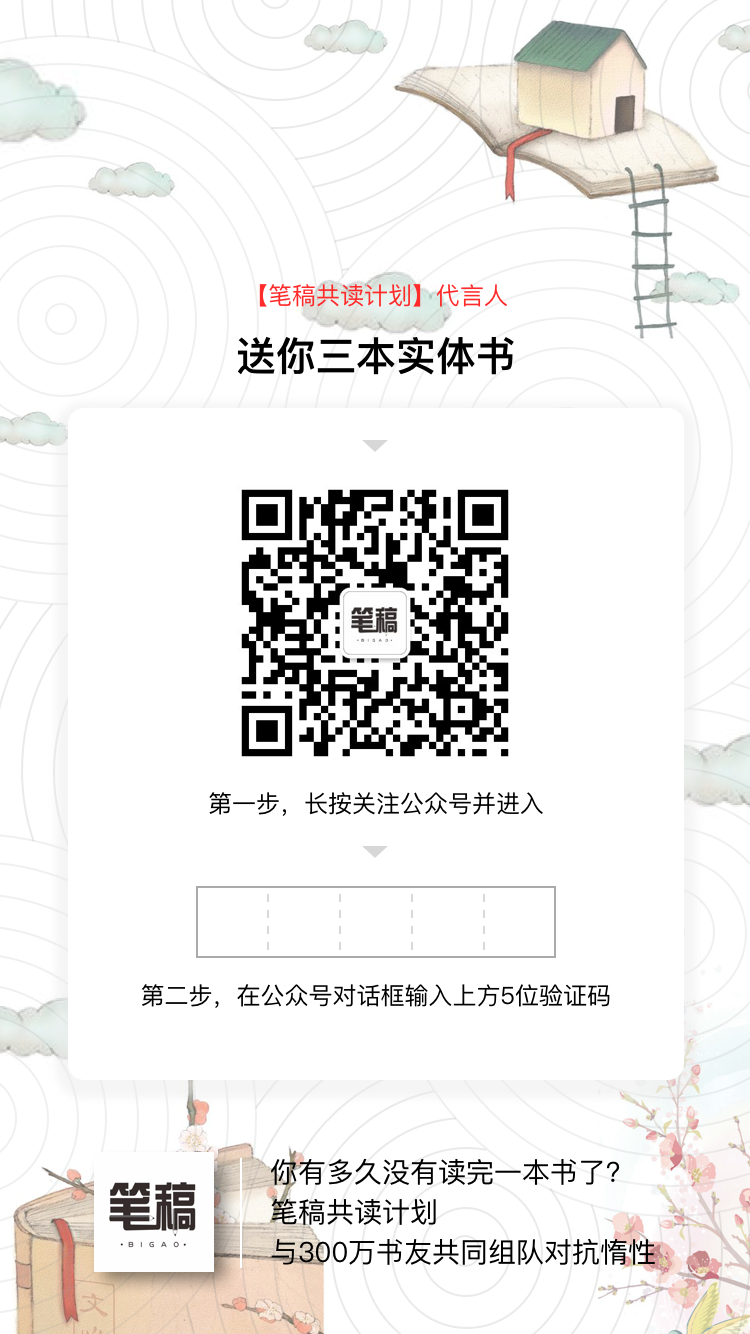 【笔稿共读计划】代言人
送你三本实体书
笔稿
·BIGAO·
第一步，长按关注公众号并进入
第二步，在公众号对话框输入上方5位验证码
你有多久没有读完一本书了？
笔稿
·BIGAO·
笔稿共读计划
与300万书友共同组队对抗惰性